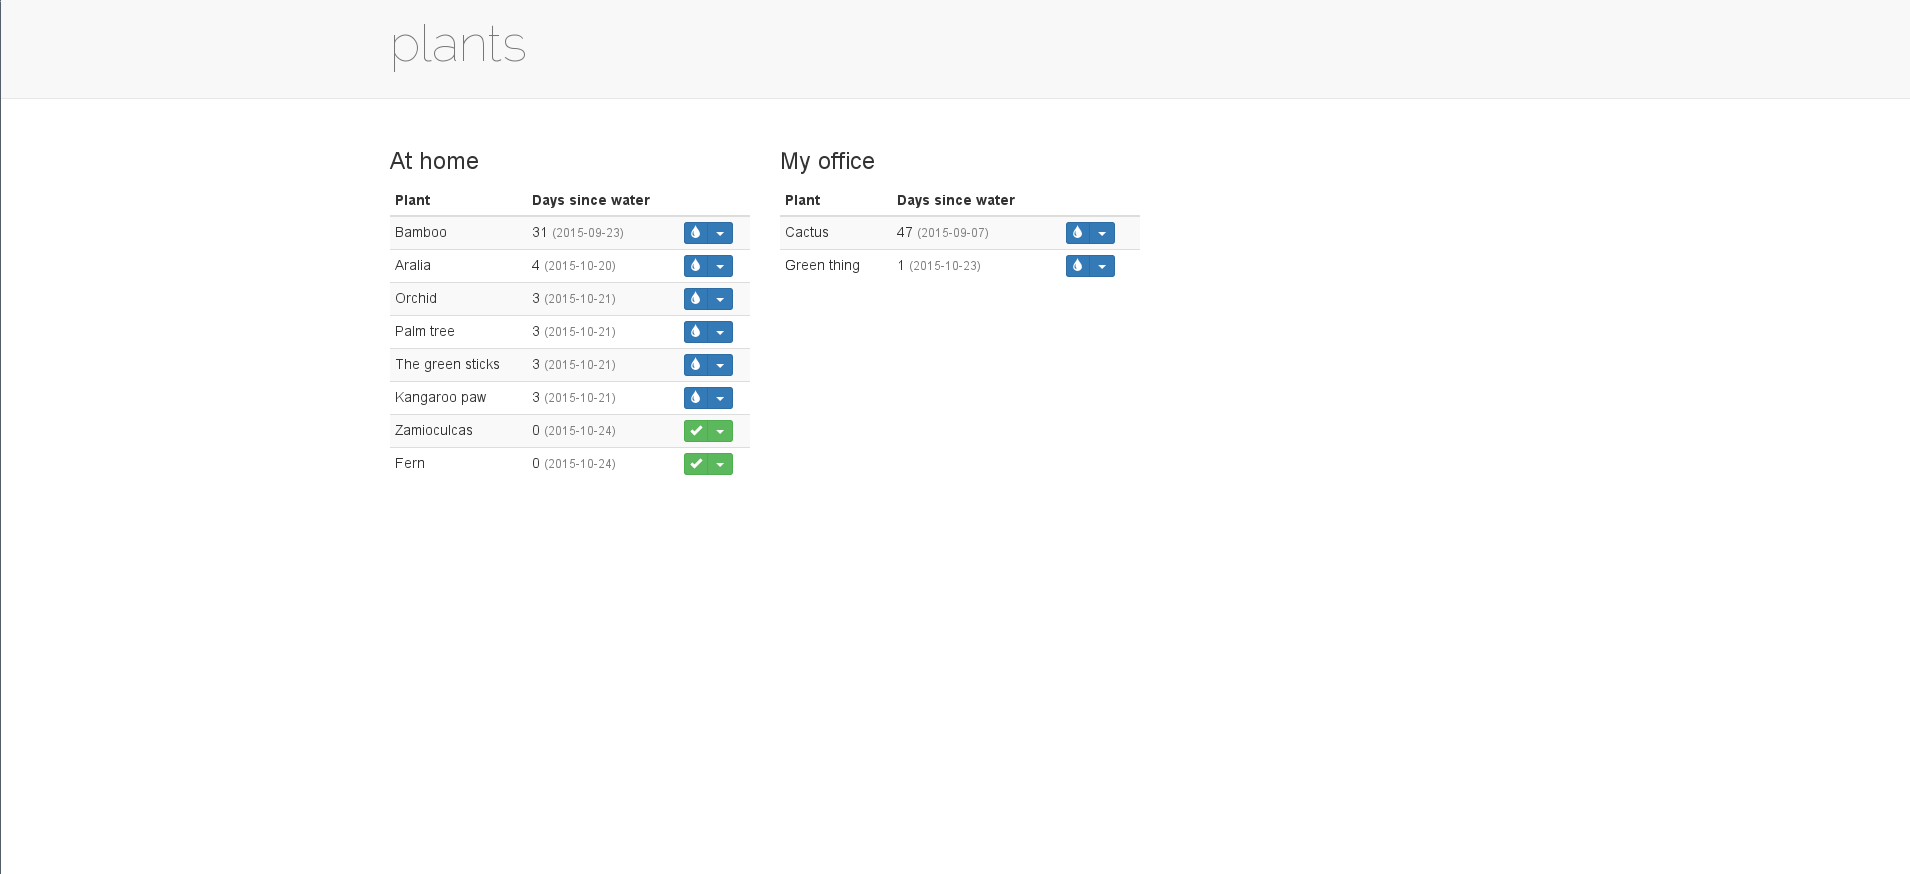 plants
At home
Plant Days since water
Bamboo 31 (2015-09-23)
Aralia 4 (2015-10-20)
Orchid 3 (2015-10-21)
Palm tree 3 (2015-10-21)
The green sticks 3 (2015-10-21)
Kangaroo paw 3 (2015-10-21)
Zamioculcas 0 (2015-10-24)
Fern 0 (2015-10-24)
My office
Plant Days since water
Cactus 47 (2015-09-07)
Green thing 1 (2015-10-23)